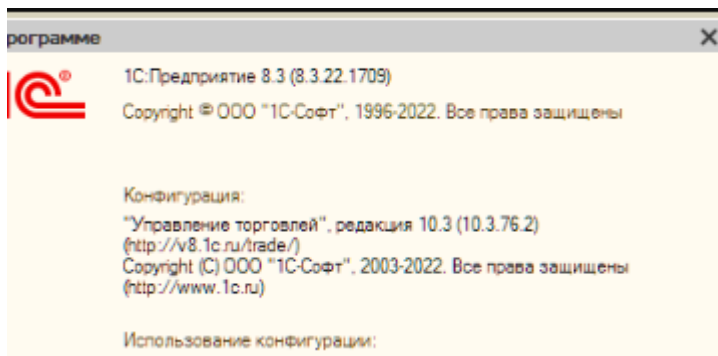 рограмме
1С:Предприятие 8.3 (8.3.22.1709)
Copyright © ООО "1С-Софт", 1996-2022. Все права защищены
Конфигурация:
"Управление торговлей", редакция 10.3 (10.3.76.2)
(http://v8.1c.ru/trade/)
Copyright (C) ООО "1С-Софт", 2003-2022. Все права защищены
(http://www.1c.ru)
Использование конфигурации: